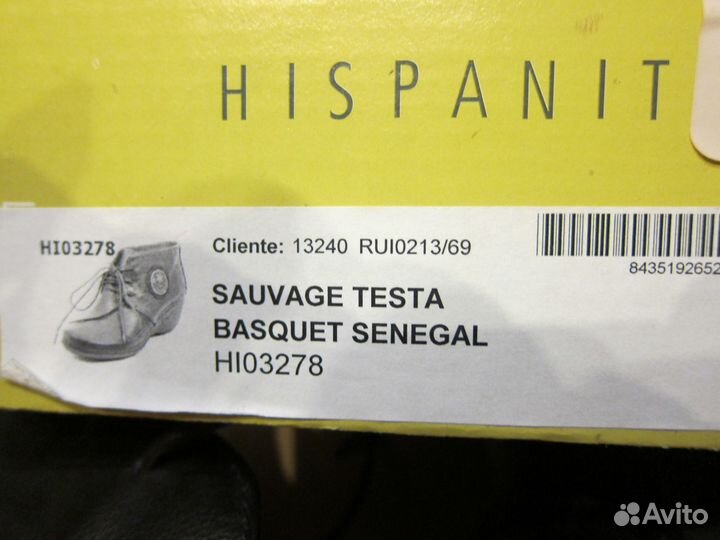 HISPANIT
HI03278
Cliente: 13240 RUI0213/69
8435192652
SAUVAGE TESTA
BASQUET SENEGAL
HI03278
Avito